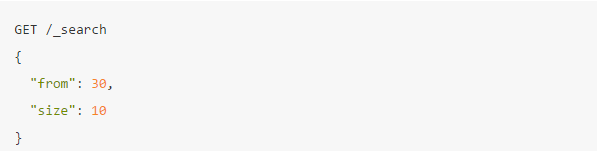 GET /_search
{
  "from": 30,
  "size": 10
}